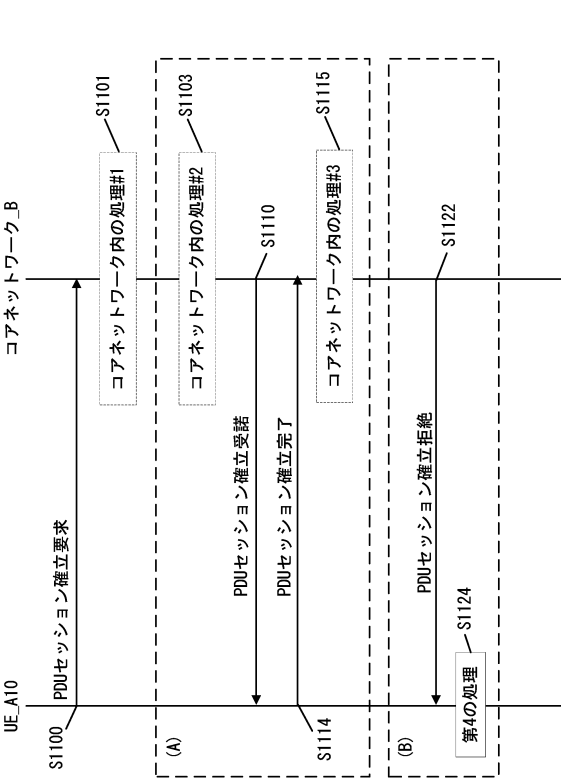 UE_A10
コアネットワーク_B
S1100
PDUセッション確立要求
コアネットワーク内の処理#1
S1101
(A)
コアネットワーク内の処理#2
S1103
PDUセッション確立受諾
S1110
S1114
PDUセッション確立完了
コアネットワーク内の処理#3
S1115
(B)
PDUセッション確立拒絶
S1122
第4の処理
S1124